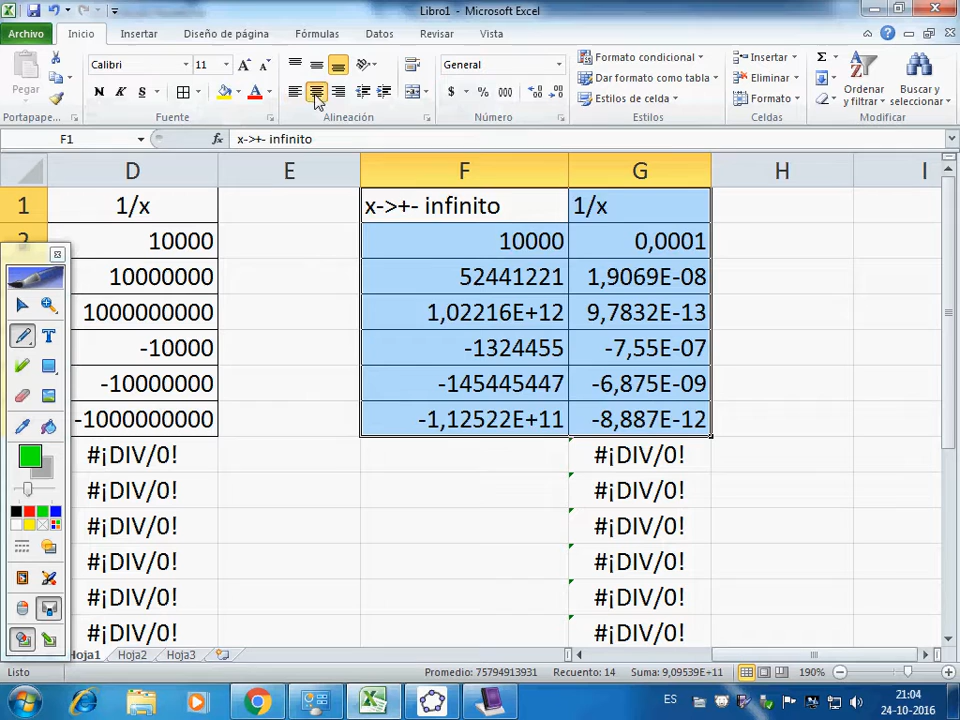 Libro1 - Microsoft Excel
Archivo Inicio Insertar Diseño de página Fórmulas Datos Revisar Vista
Pegar
Calibri 11
N K S
General
$ % 000
Formato condicional
Dar formato como tabla
Estilos de celda
Insertar
Eliminar
Formato
Σ
Ordenar y filtrar
Buscar y seleccionar
Portapape... Fuente Alineación Número Estilos Celdas Modificar
F1 fx x->+- infinito
D E F G H I
1 1/x x->+- infinito 1/x
2 10000 10000 0,0001
10000000 52441221 1,9069E-08
1000000000 1,02216E+12 9,7832E-13
-10000 -1324455 -7,55E-07
-10000000 -145445447 -6,875E-09
-1000000000 -1,12522E+11 -8,887E-12
#¡DIV/0! #¡DIV/0!
#¡DIV/0! #¡DIV/0!
#¡DIV/0! #¡DIV/0!
#¡DIV/0! #¡DIV/0!
#¡DIV/0! #¡DIV/0!
#¡DIV/0! #¡DIV/0!
Hoja1 Hoja2 Hoja3
Listo Promedio: 75794913931 Recuento: 14 Suma: 9,09539E+11 190%
ES 21:04
24-10-2016